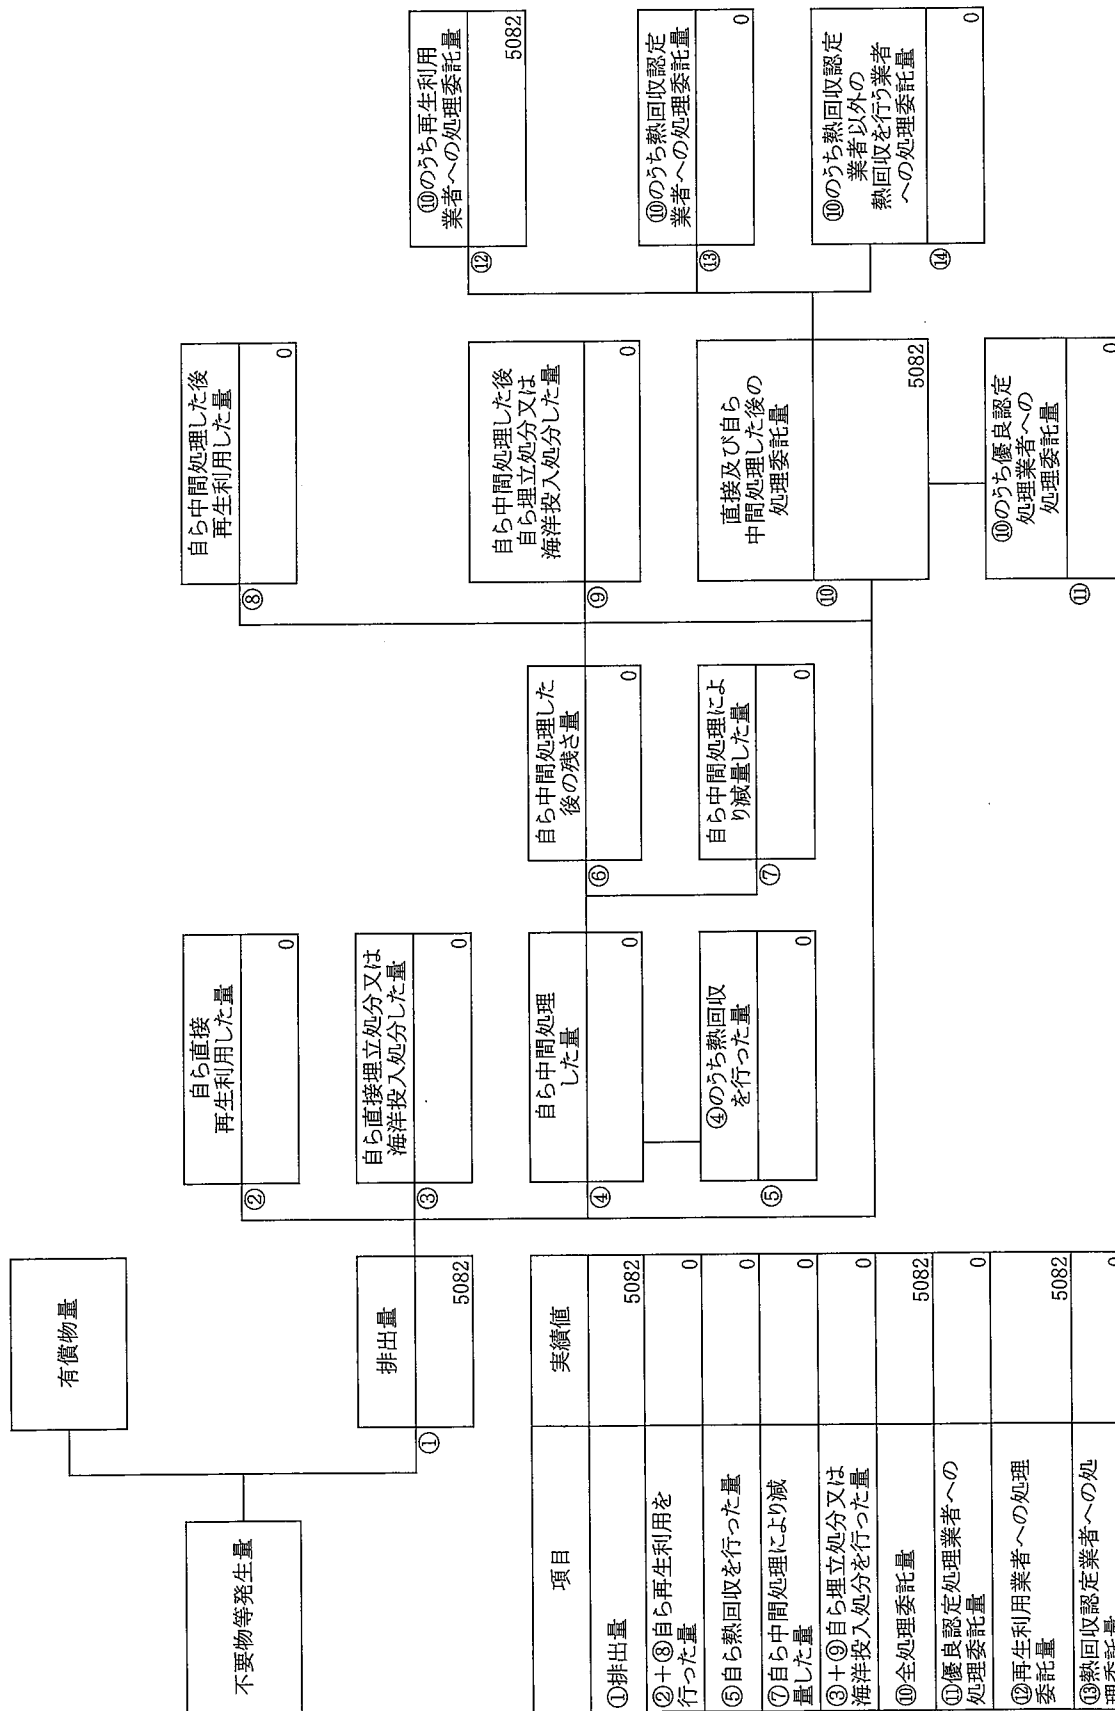 不要物等発生量
有償物量
①
排出量
5082
②
自ら直接
再生利用した量
0
③
自ら直接埋立処分又は
海洋投入処分した量
0
④
自ら中間処理
した量
0
⑤
④のうち熱回収
を行った量
0
⑥
自ら中間処理した
後の残さ量
0
⑦
自ら中間処理によ
り減量した量
0
⑧
自ら中間処理した後
再生利用した量
0
⑨
自ら中間処理した後
自ら埋立処分又は
海洋投入処分した量
0
⑩
直接及び自ら
中間処理した後の
処理委託量
5082
⑪
⑩のうち優良認定
処理業者への
処理委託量
0
⑫
⑩のうち再生利用
業者への処理委託量
5082
⑬
⑩のうち熱回収認定
業者への処理委託量
0
⑭
⑩のうち熱回収認定
業者以外の
熱回収を行う業者
への処理委託量
0
項目
実績値
①排出量
5082
②+⑧自ら再生利用を
行った量
0
⑤自ら熱回収を行った量
0
⑦自ら中間処理により減
量した量
0
③+⑨自ら埋立処分又は
海洋投入処分を行った量
0
⑩全処理委託量
5082
⑪優良認定処理業者への
処理委託量
0
⑫再生利用業者への処理
委託量
5082
⑬熱回収認定業者への処
理委託量
0